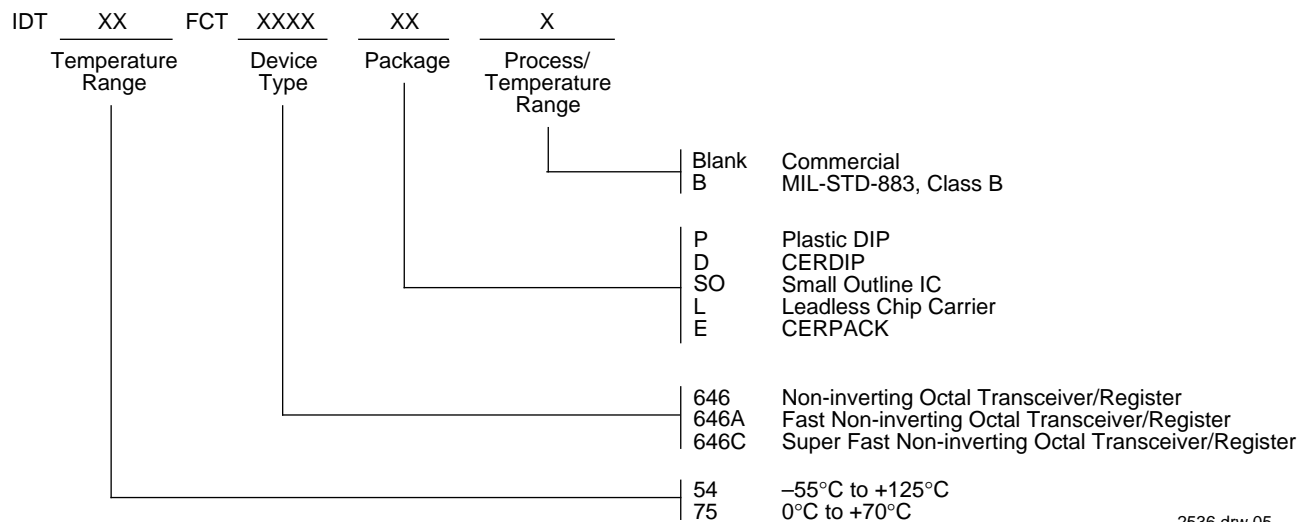 IDT XX FCT XXXX XX X
Temperature Range
Device Type
Package
Process/ Temperature Range
Blank Commercial
B MIL-STD-883, Class B
P Plastic DIP
D CERDIP
SO Small Outline IC
L Leadless Chip Carrier
E CERPACK
646 Non-inverting Octal Transceiver/Register
646A Fast Non-inverting Octal Transceiver/Register
646C Super Fast Non-inverting Octal Transceiver/Register
54 –55°C to +125°C
75 0°C to +70°C
2536 drw 05